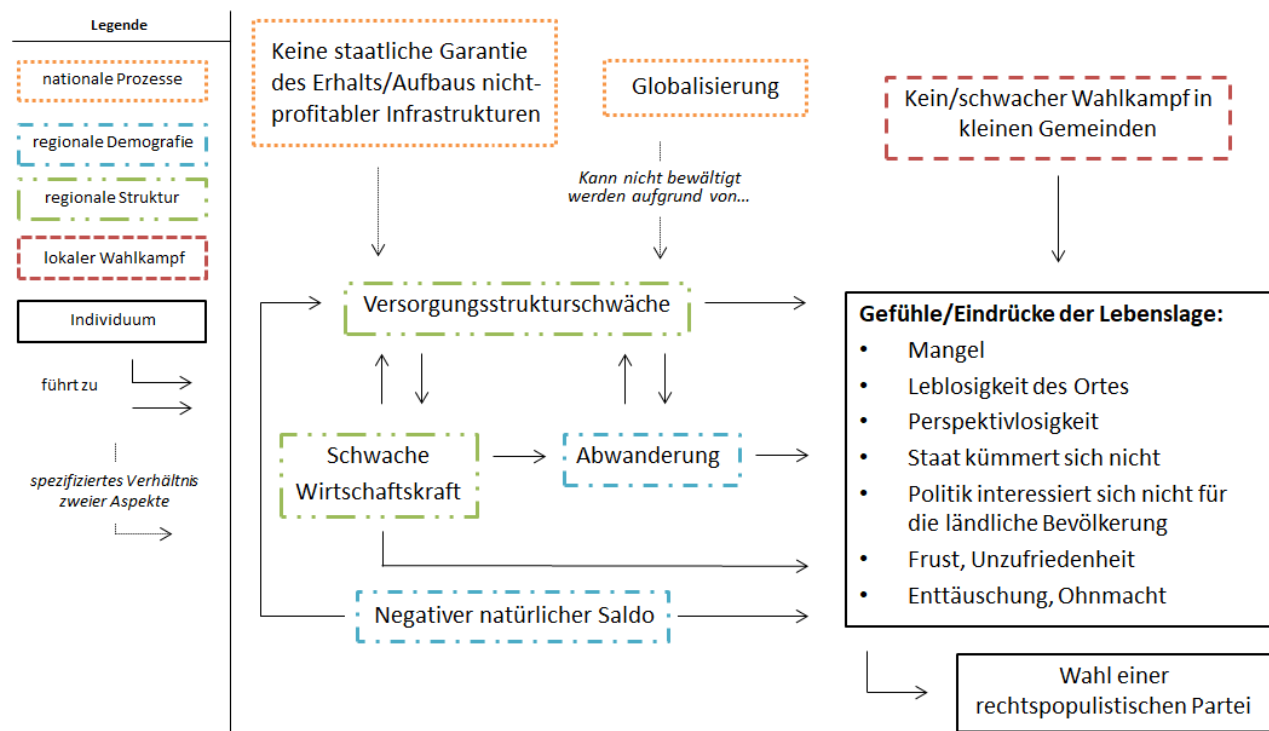 Legende
nationale Prozesse
regionale Demografie
regionale Struktur
lokaler Wahlkampf
Individuum
führt zu
spezifiziertes Verhältnis
zweier Aspekte
Keine staatliche Garantie
des Erhalts/Aufbaus nicht-
profitabler Infrastrukturen
Globalisierung
Kein/schwacher Wahlkampf in
kleinen Gemeinden
Kann nicht bewältigt
werden aufgrund von...
Versorgungsstrukturschwäche
Schwache
Wirtschaftskraft
Abwanderung
Negativer natürlicher Saldo
Gefühle/Eindrücke der Lebenslage:
• Mangel
• Leblosigkeit des Ortes
• Perspektivlosigkeit
• Staat kümmert sich nicht
• Politik interessiert sich nicht für
die ländliche Bevölkerung
• Frust, Unzufriedenheit
• Enttäuschung, Ohnmacht
Wahl einer
rechtspopulistischen Partei